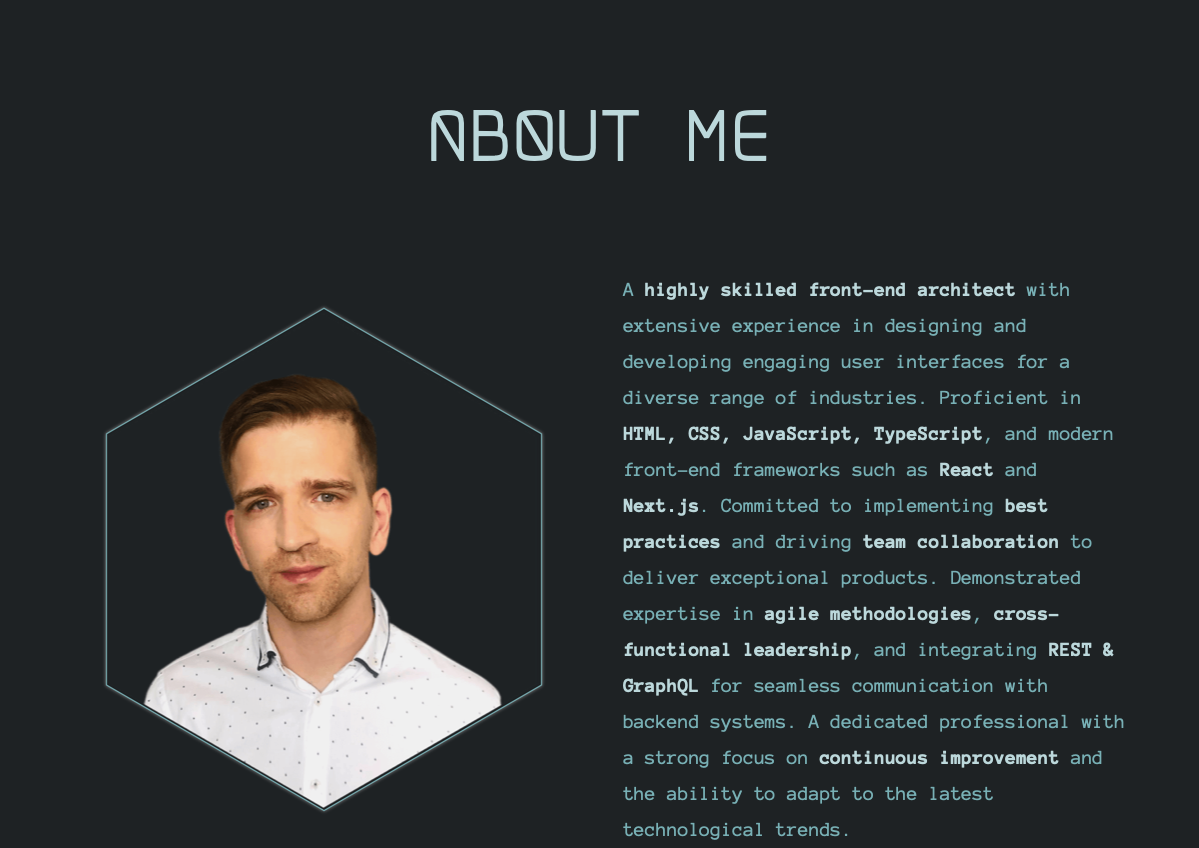 ABOUT ME
A highly skilled front-end architect with
extensive experience in designing and
developing engaging user interfaces for a
diverse range of industries. Proficient in
HTML, CSS, JavaScript, TypeScript, and modern
front-end frameworks such as React and
Next.js. Committed to implementing best
practices and driving team collaboration to
deliver exceptional products. Demonstrated
expertise in agile methodologies, cross-
functional leadership, and integrating REST &
GraphQL for seamless communication with
backend systems. A dedicated professional with
a strong focus on continuous improvement and
the ability to adapt to the latest
technological trends.